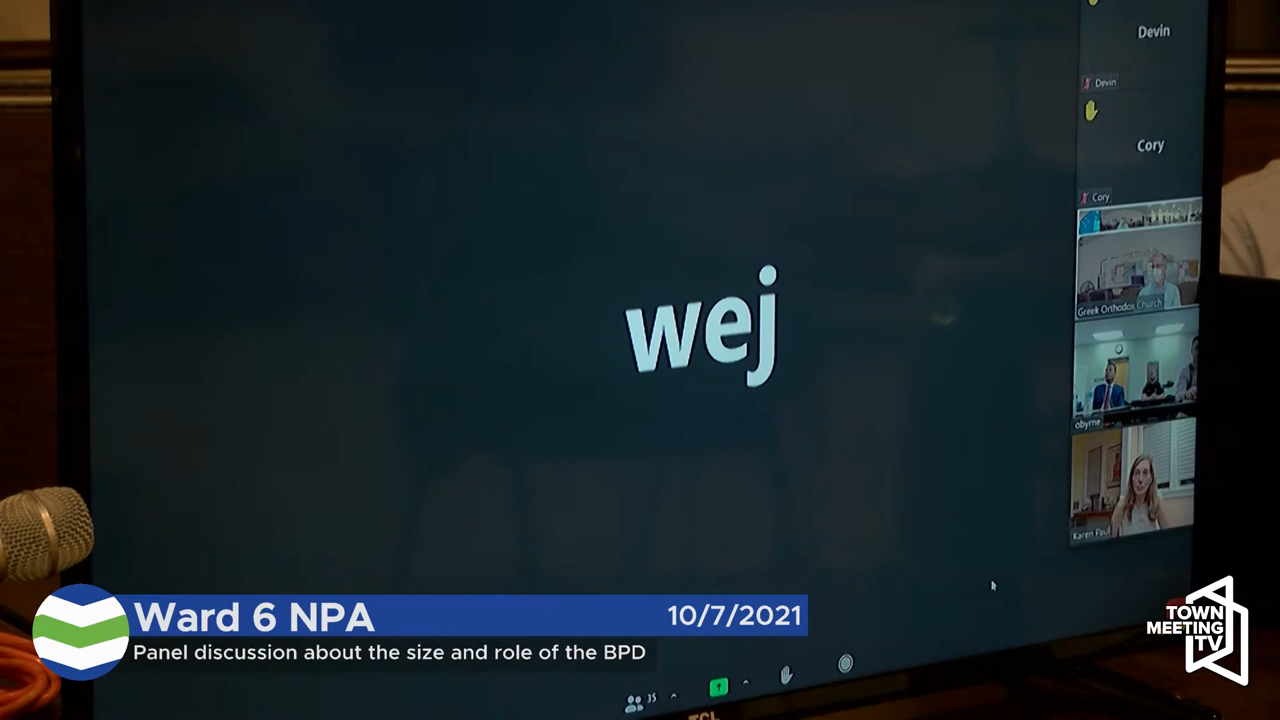 Devin
Devin
Cory
Cory
wej
Greek Orthodox Church
obyrne
Karen Paul
Ward 6 NPA
10/7/2021
Panel discussion about the size and role of the BPD
TOWN
MEETING
TV
35
TCL